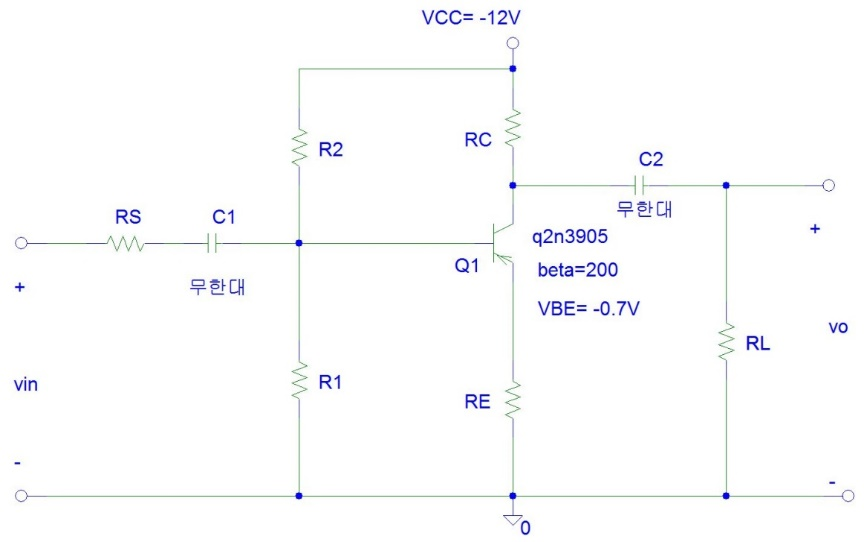 VCC= -12V
R2
RC
C2
무한대
RS
C1
무한대
Q1
q2n3905
beta=200
VBE= -0.7V
+
+
vin
R1
RE
RL
vo
-
-
0